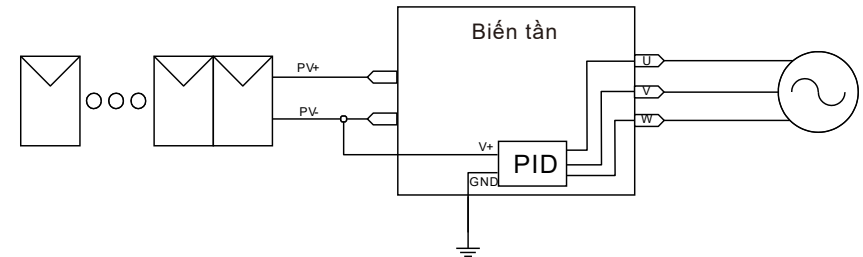 Biến tần
PV+
PV-
U
V
W
V+
PID
GND